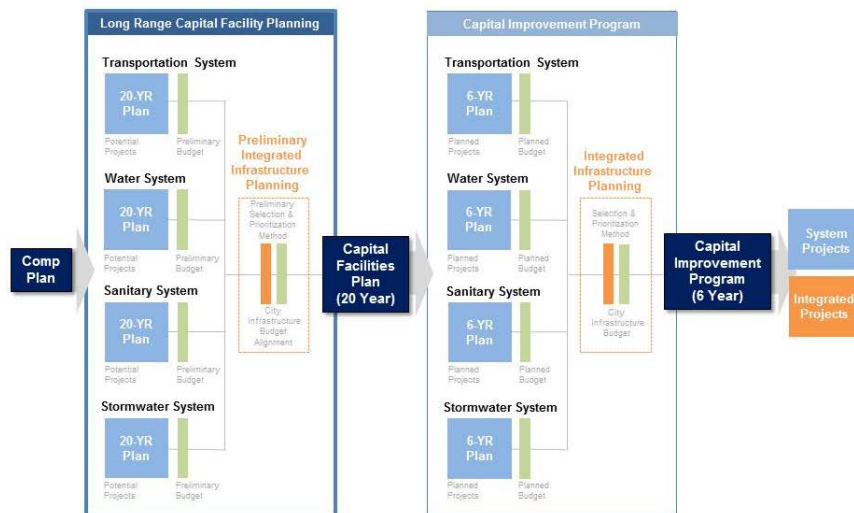 Long Range Capital Facility Planning
Transportation System
20-YR
Plan
Potential
Projects
Preliminary
Budget
Water System
20-YR
Plan
Potential
Projects
Preliminary
Budget
Sanitary System
20-YR
Plan
Potential
Projects
Preliminary
Budget
Stormwater System
20-YR
Plan
Potential
Projects
Preliminary
Budget
Preliminary
Integrated
Infrastructure
Planning
Preliminary
Selection &
Prioritization
Method
City
Infrastructure
Budget
Alignment
Comp
Plan
Capital
Facilities
Plan
(20 Year)
Capital Improvement Program
Transportation System
6-YR
Plan
Planned
Projects
Planned
Budget
Water System
6-YR
Plan
Planned
Projects
Planned
Budget
Sanitary System
6-YR
Plan
Planned Projects
Planned
Budget
Stormwater System
6-YR
Plan
Planned
Projects
Planned
Budget
Integrated
Infrastructure
Planning
Selection &
Prioritization
Method
City
Infrastructure
Budget
Capital
Improvement
Program
(6 Year)
System
Projects
Integrated
Projects